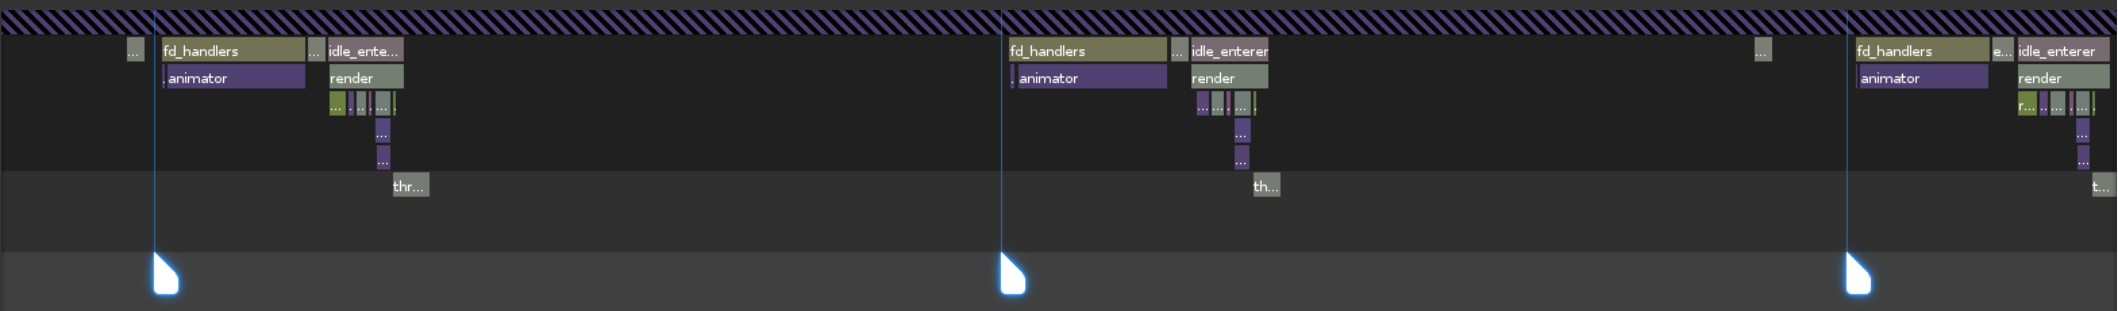 ... fd_handlers ... idle_ente... fd_handlers ... idle_enterer ... fd_handlers e... idle_enterer
. animator render . animator render animator render
... . .. . ... ... ... ... r... .. ... ...
... ... ...
... ... ...
thr... th... t...